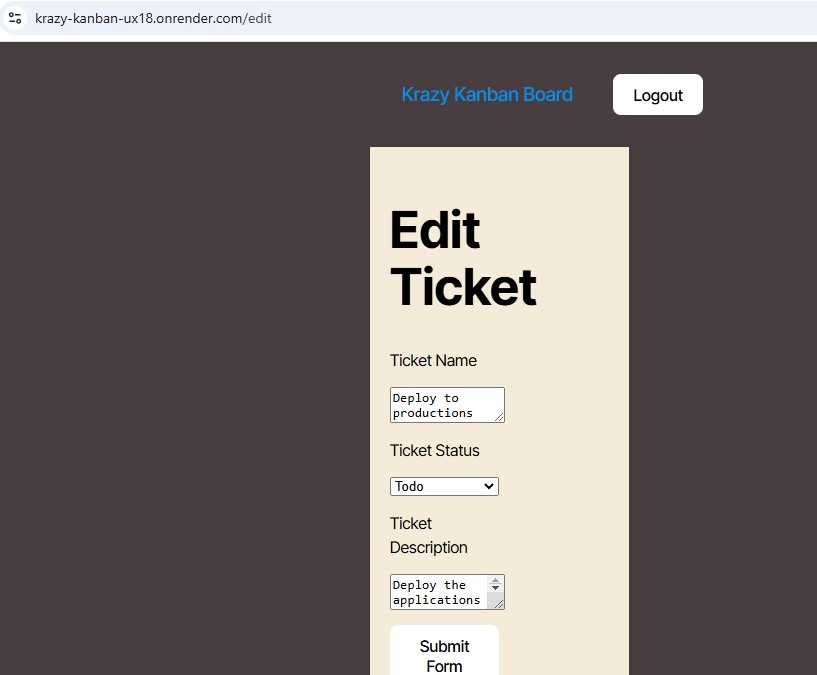 krazy-kanban-ux18.onrender.com/edit
Krazy Kanban Board
Logout
Edit
Ticket
Ticket Name
Deploy to
productions
Ticket Status
Todo
Ticket
Description
Deploy the
applications
Submit
Form